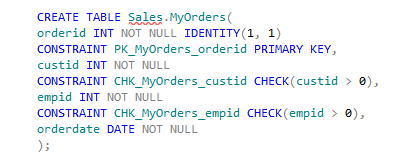 CREATE TABLE Sales.MyOrders(
orderid INT NOT NULL IDENTITY(1, 1)
CONSTRAINT PK_MyOrders_orderid PRIMARY KEY,
custid INT NOT NULL
CONSTRAINT CHK_MyOrders_custid CHECK(custid > 0),
empid INT NOT NULL
CONSTRAINT CHK_MyOrders_empid CHECK(empid > 0),
orderdate DATE NOT NULL
);